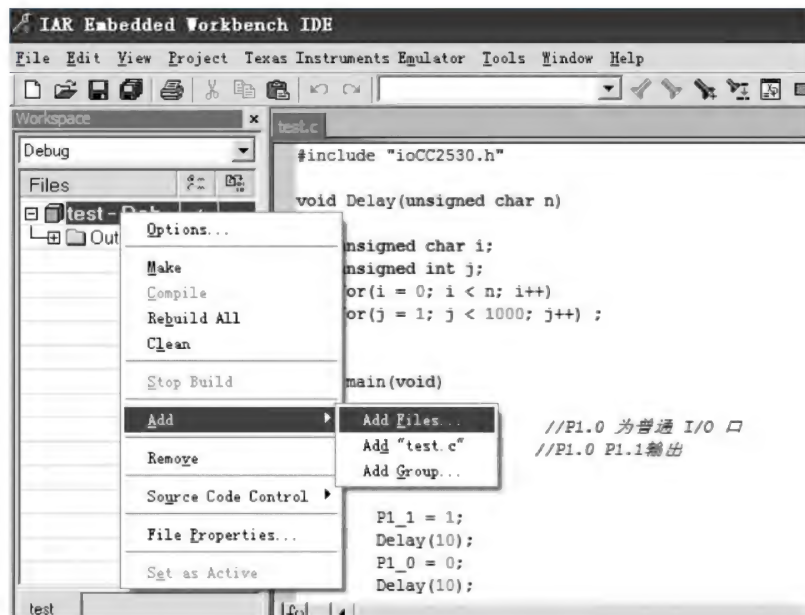 IAR Embedded Workbench IDE
File Edit View Project Texas Instruments Emulator Tools Window Help
Workspace
test.c
Debug
Files
test -
Out
Options...
Make
Compile
Rebuild All
Clean
Stop Build
Add
Remove
Source Code Control
File Properties...
Set as Active
Add Files...
Add "test.c"
Add Group...
#include "ioCC2530.h"
void Delay(unsigned char n)
nsigned char i;
nsigned int j;
or(i = 0; i < n; i++)
or(j = 1; j < 1000; j++) ;
main(void)
//P1.0 为普通 I/O 口
//P1.0 P1.1输出
P1_1 = 1;
Delay(10);
P1_0 = 0;
Delay(10);
test